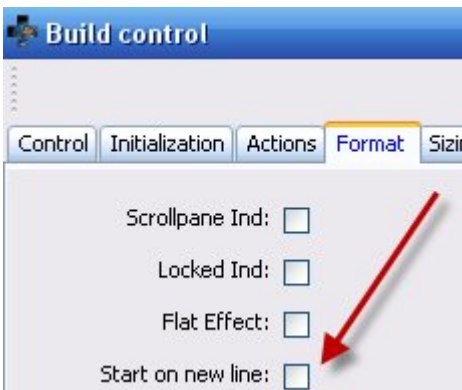 Build control
Control Initialization Actions Format
Scrollpane Ind:
Locked Ind:
Flat Effect:
Start on new line: